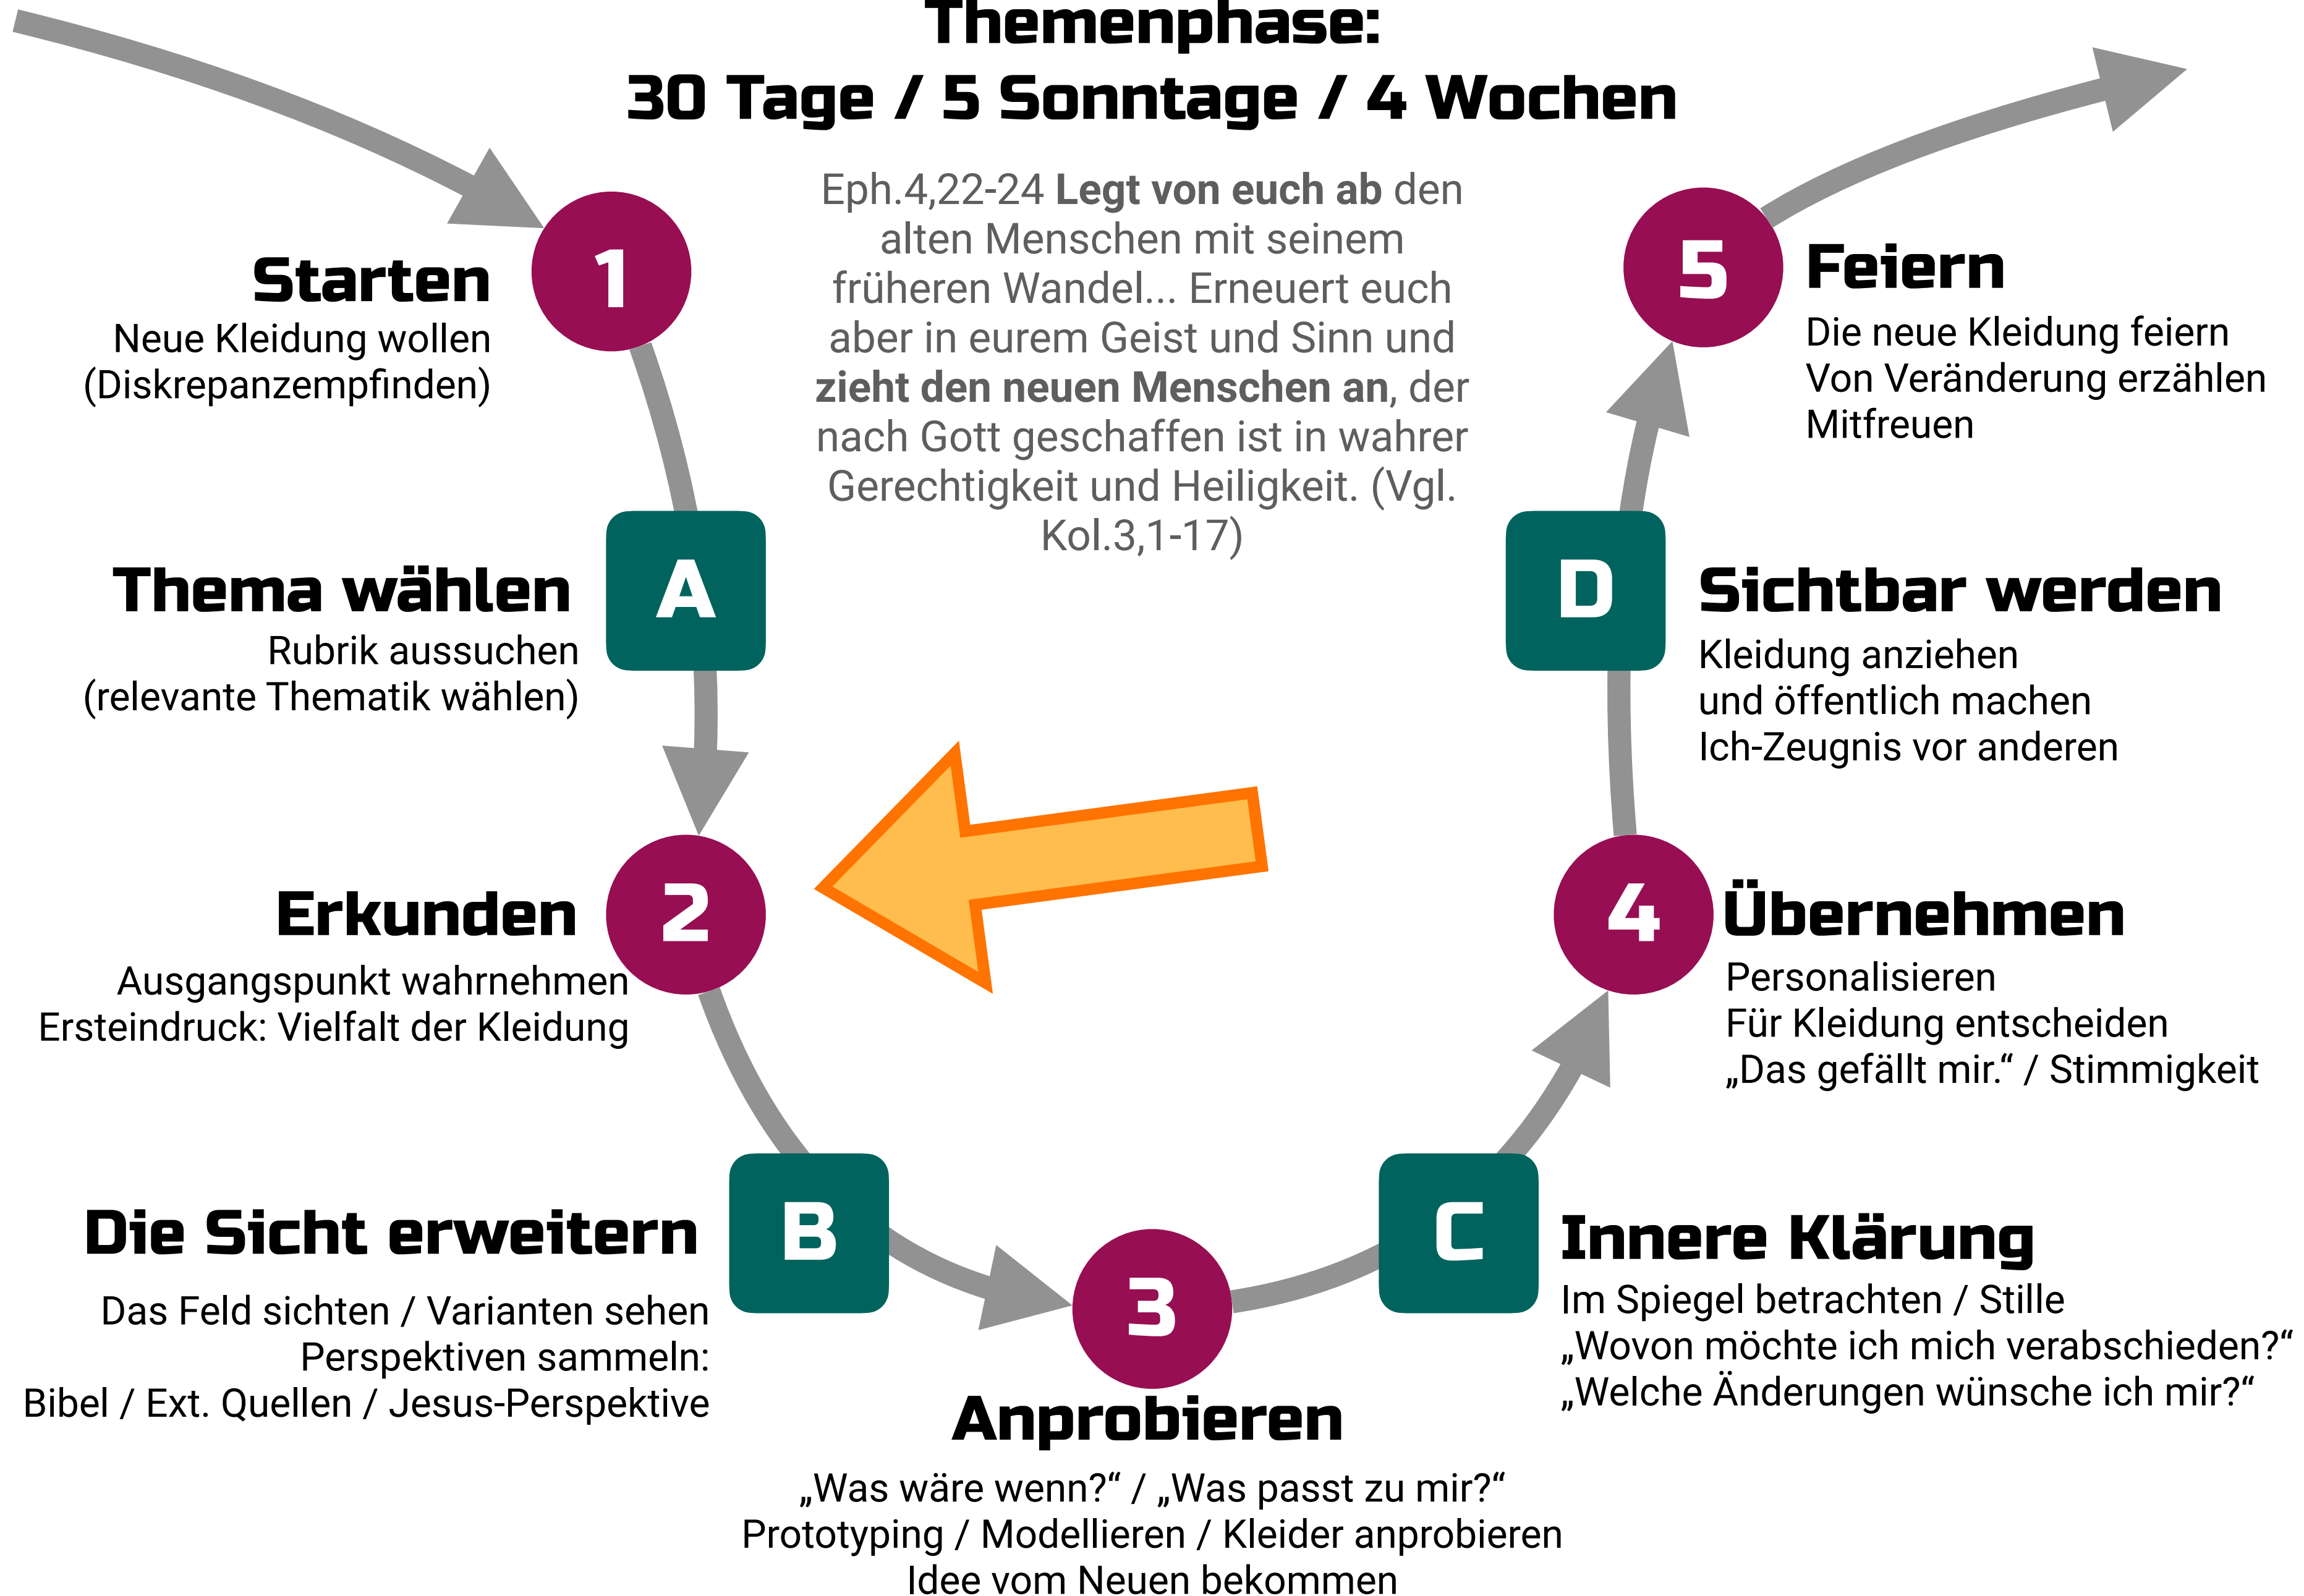 Themenphase:
30 Tage / 5 Sonntage / 4 Wochen
Eph.4,22-24 Legt von euch ab den
alten Menschen mit seinem
früheren Wandel... Erneuert euch
aber in eurem Geist und Sinn und
zieht den neuen Menschen an, der
nach Gott geschaffen ist in wahrer
Gerechtigkeit und Heiligkeit. (Vgl.
Kol.3,1-17)
1
Starten
Neue Kleidung wollen
(Diskrepanzempfinden)
A
Thema wählen
Rubrik aussuchen
(relevante Thematik wählen)
2
Erkunden
Ausgangspunkt wahrnehmen
Ersteindruck: Vielfalt der Kleidung
B
Die Sicht erweitern
Das Feld sichten / Varianten sehen
Perspektiven sammeln:
Bibel / Ext. Quellen / Jesus-Perspektive
3
Anprobieren
„Was wäre wenn?“ / „Was passt zu mir?“
Prototyping / Modellieren / Kleider anprobieren
Idee vom Neuen bekommen
C
Innere Klärung
Im Spiegel betrachten / Stille
„Wovon möchte ich mich verabschieden?“
„Welche Änderungen wünsche ich mir?“
4
Übernehmen
Personalisieren
Für Kleidung entscheiden
„Das gefällt mir.“ / Stimmigkeit
D
Sichtbar werden
Kleidung anziehen
und öffentlich machen
Ich-Zeugnis vor anderen
5
Feiern
Die neue Kleidung feiern
Von Veränderung erzählen
Mitfreuen